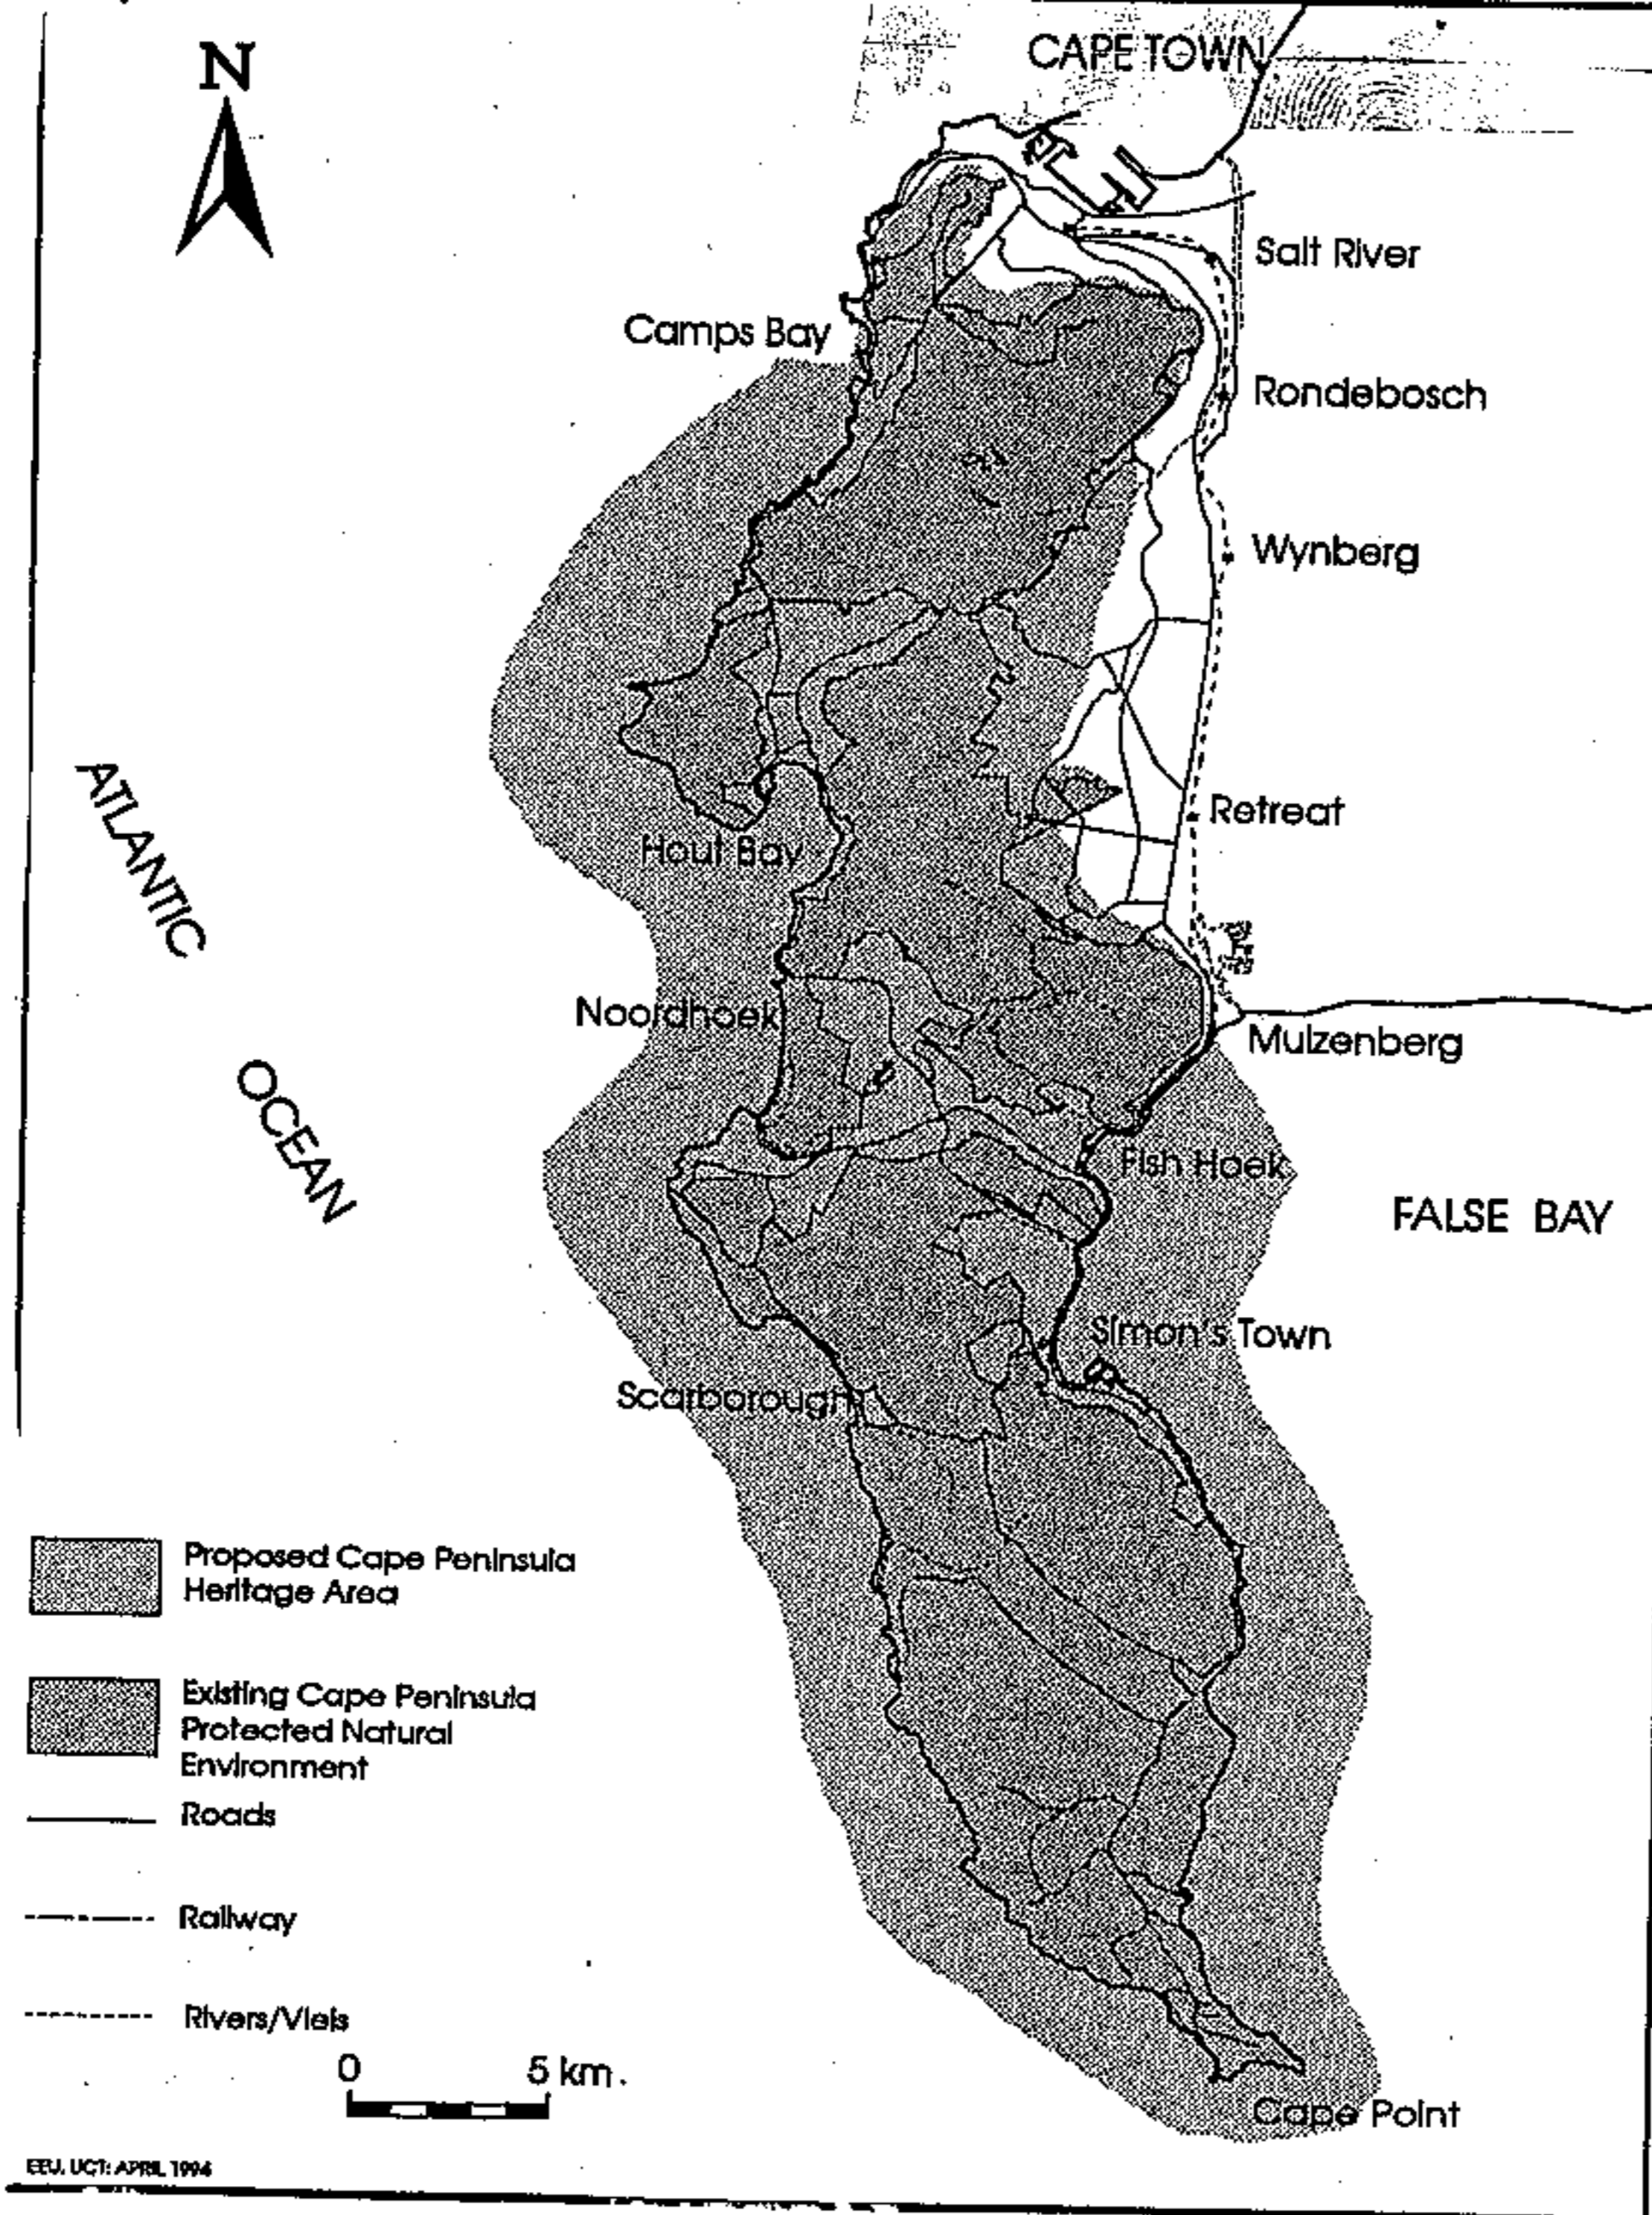 N
CAPE TOWN
Salt River
Camps Bay
Rondebosch
Wynberg
ATLANTIC
OCEAN
Retreat
Hout Bay
Noordhoek
Muizenberg
Fish Hoek
FALSE BAY
Simon's Town
Scarborough
Proposed Cape Peninsula
Heritage Area
Existing Cape Peninsula
Protected Natural
Environment
Roads
Railway
Rivers/Vleis
0 5 km.
Cape Point
EEU. UCT: APRIL 1994